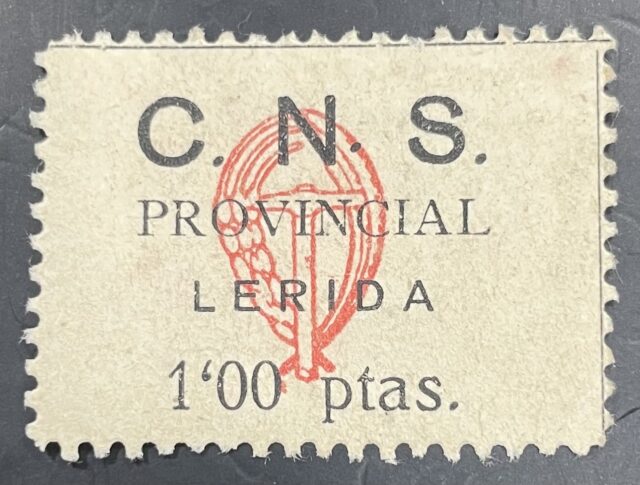 C. N. S.
PROVINCIAL
LERIDA
1'00 ptas.